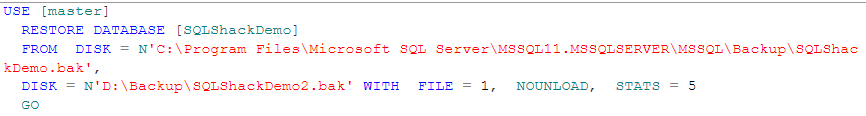 USE [master]
RESTORE DATABASE [SQLShackDemo]
FROM  DISK = N'C:\Program Files\Microsoft SQL Server\MSSQL11.MSSQLSERVER\MSSQL\Backup\SQLShac
kDemo.bak',
DISK = N'D:\Backup\SQLShackDemo2.bak' WITH  FILE = 1,  NOUNLOAD,  STATS = 5
GO